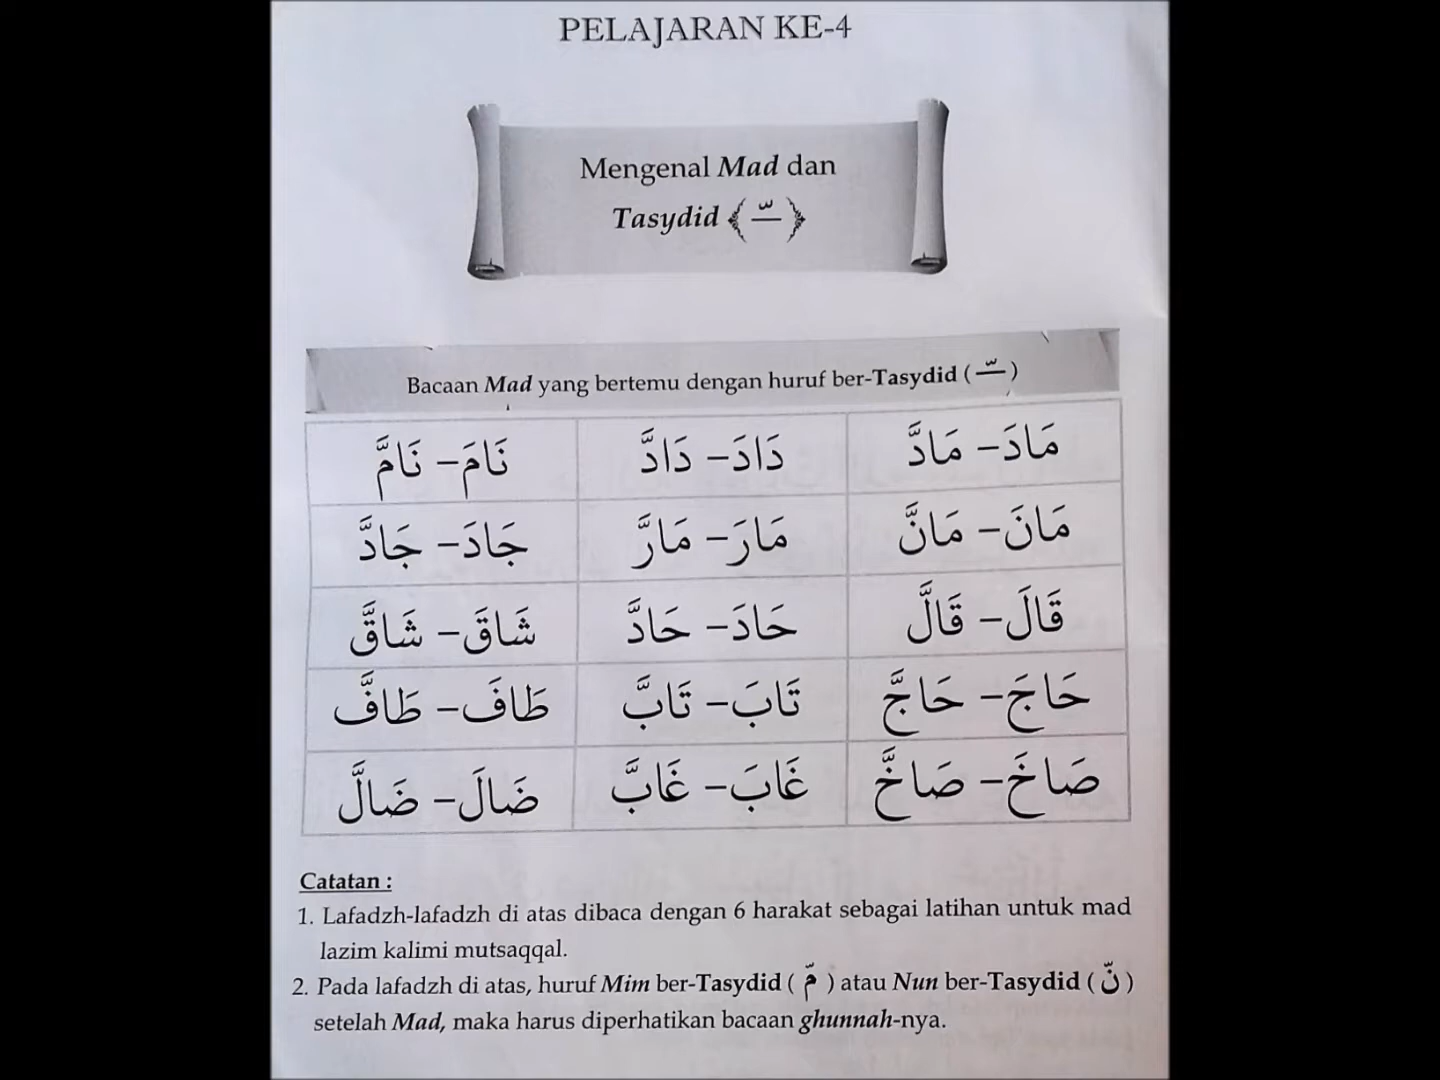 PELAJARAN KE-4
Mengenal Mad dan
Tasydid ﴿ ــّ ﴾
Bacaan Mad yang bertemu dengan huruf ber-Tasydid ( ــّ )
مَادَ – مَادَّ دَادَ – دَادَّ نَامَ – نَامَّ
مَانَ – مَانَّ مَارَ – مَارَّ جَادَ – جَادَّ
قَالَ – قَالَّ حَادَ – حَادَّ شَاقَ – شَاقَّ
حَاجَ – حَاجَّ تَابَ – تَابَّ طَافَ – طَافَّ
صَاخَ – صَاخَّ غَابَ – غَابَّ ضَالَ – ضَالَّ
Catatan :
1. Lafadzh-lafadzh di atas dibaca dengan 6 harakat sebagai latihan untuk mad
lazim kalimi mutsaqqal.
2. Pada lafadzh di atas, huruf Mim ber-Tasydid ( مّ ) atau Nun ber-Tasydid ( نّ )
setelah Mad, maka harus diperhatikan bacaan ghunnah-nya.